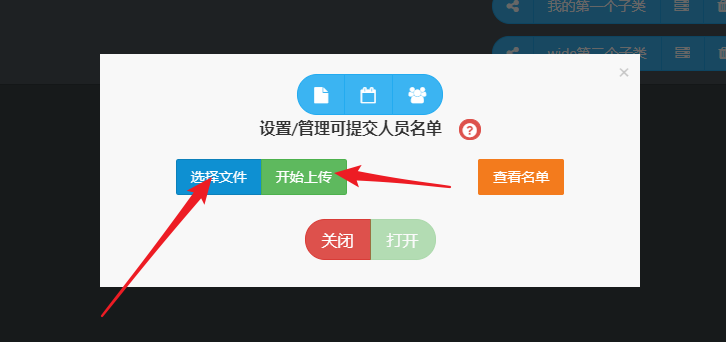 我的第一个子类
wide第二个子类
×
设置/管理可提交人员名单 ?
选择文件 开始上传 查看名单
关闭 打开